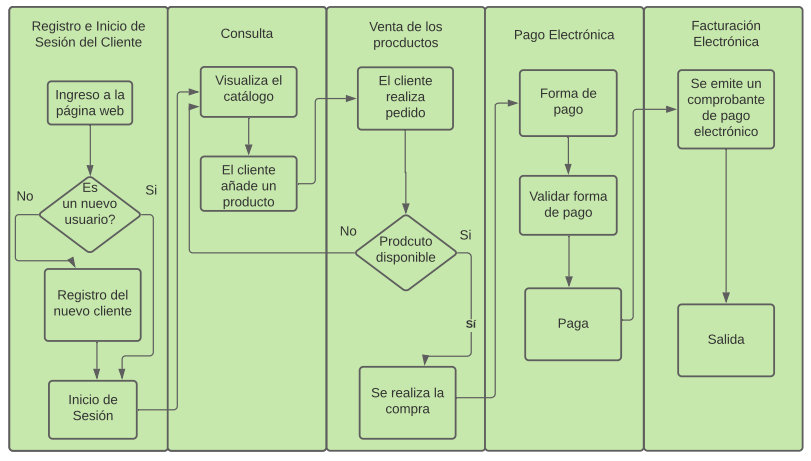 Registro e Inicio de
Sesión del Cliente
Ingreso a la
página web
Es
un nuevo
usuario?
No
Si
Registro del
nuevo cliente
Inicio de
Sesión
Consulta
Visualiza el
catálogo
El cliente
añade un
producto
Venta de los
procductos
El cliente
realiza
pedido
Prodcuto
disponible
No
Si
Sí
Se realiza la
compra
Pago Electrónica
Forma de
pago
Validar forma
de pago
Paga
Facturación
Electrónica
Se emite un
comprobante
de pago
electrónico
Salida